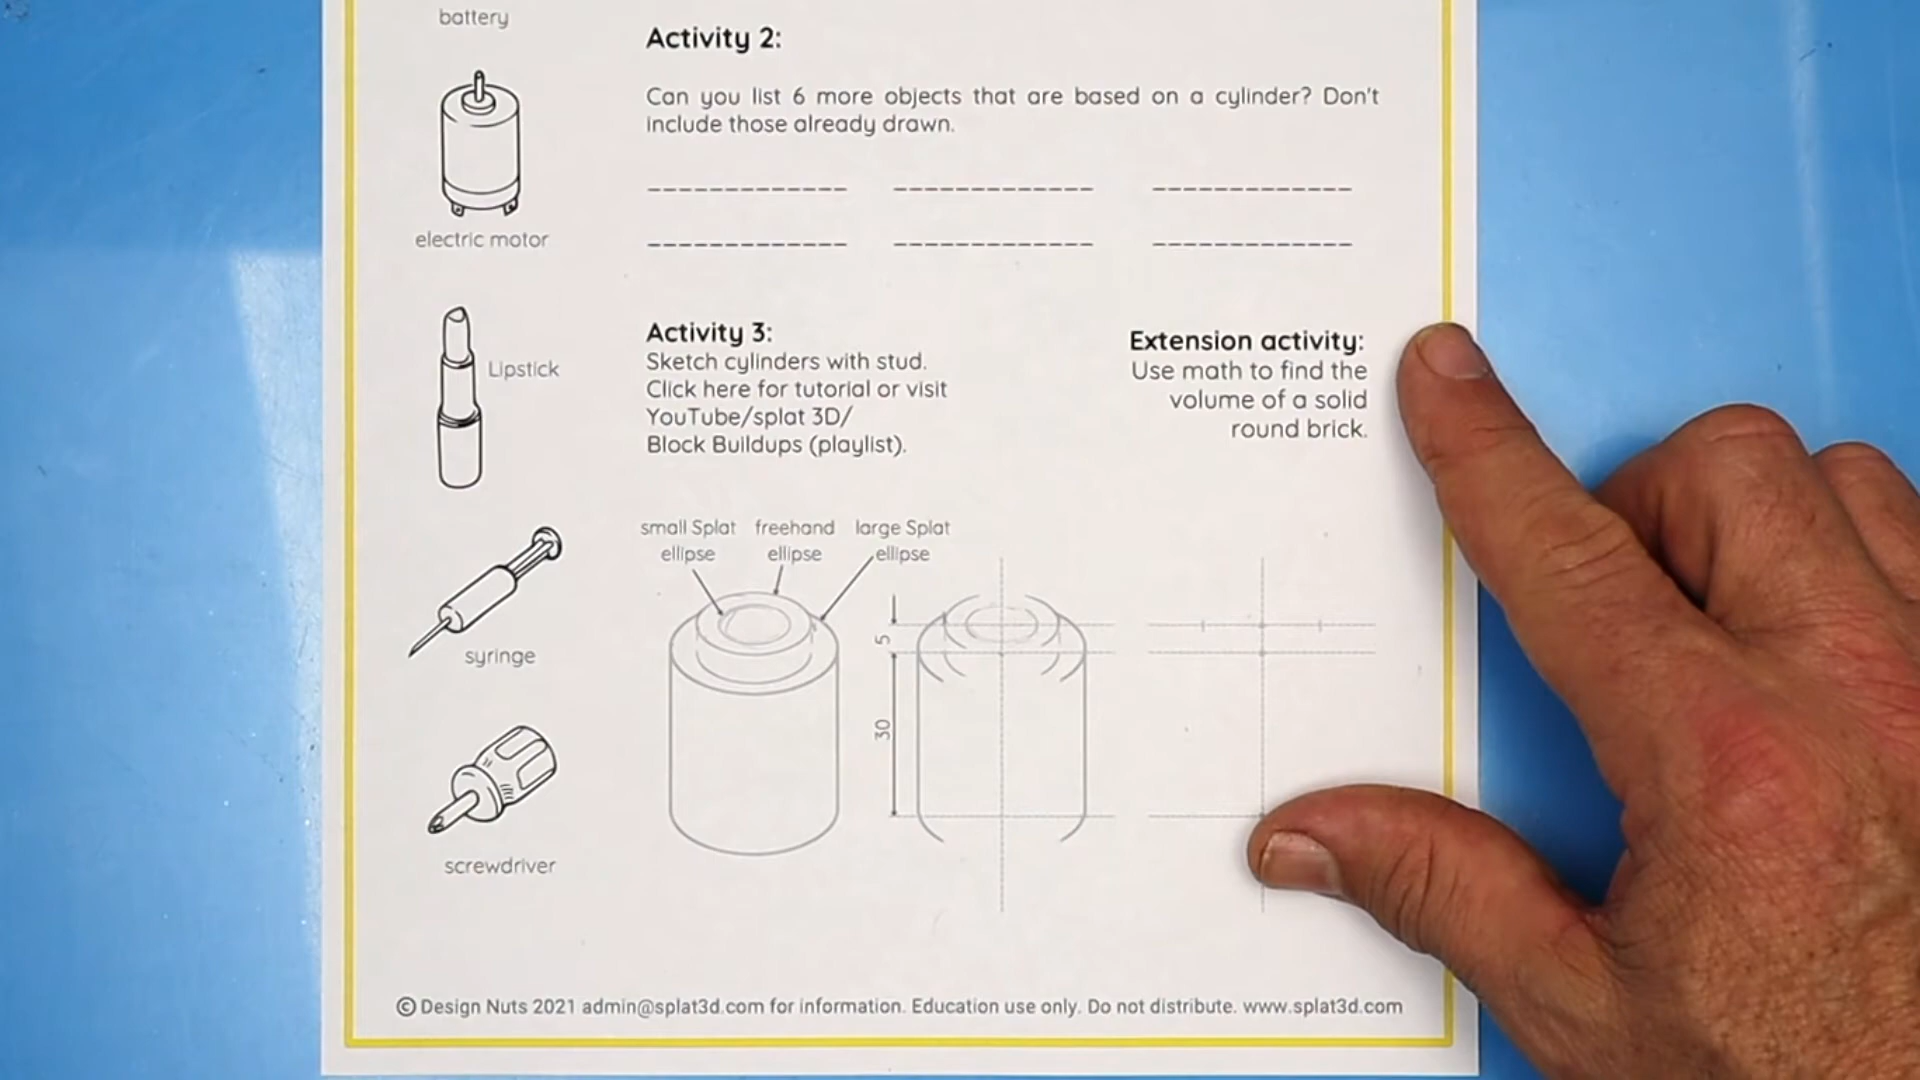 battery
Activity 2:
Can you list 6 more objects that are based on a cylinder? Don't
include those already drawn.
electric motor
Lipstick
Activity 3:
Sketch cylinders with stud.
Click here for tutorial or visit
YouTube/splat 3D/
Block Buildups (playlist).
Extension activity:
Use math to find the
volume of a solid
round brick.
small Splat
ellipse
freehand
ellipse
large Splat
ellipse
5
30
syringe
screwdriver
© Design Nuts 2021 admin@splat3d.com for information. Education use only. Do not distribute. www.splat3d.com